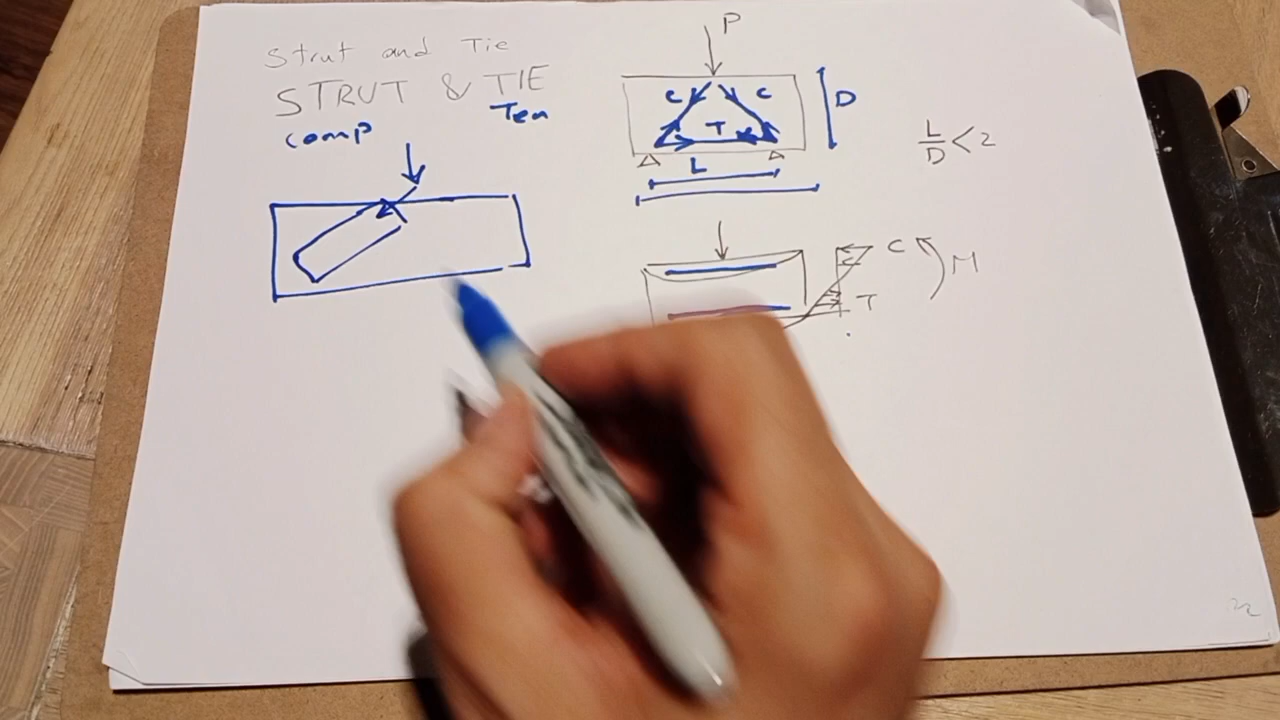 Strut and Tie
STRUT & TIE
comp Ten
P
C C
T
D
L
L/D < 2
C
C
M
T